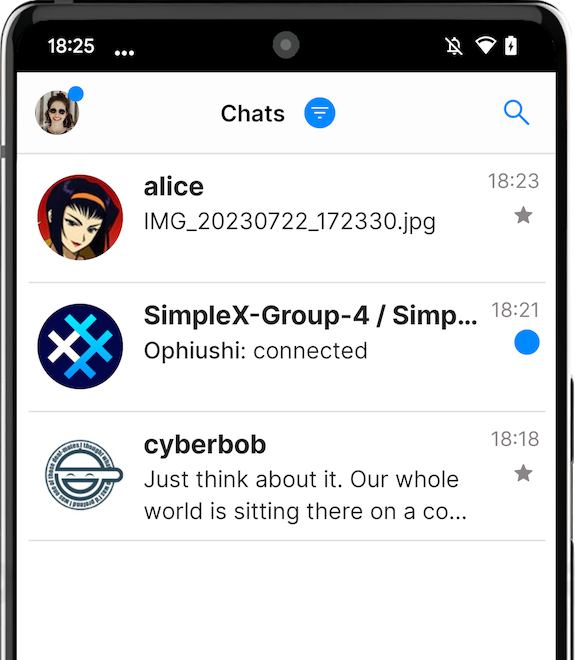 18:25 ...
Chats
alice
18:23
IMG_20230722_172330.jpg
SimpleX-Group-4 / Simp...
18:21
Ophiushi: connected
cyberbob
18:18
Just think about it. Our whole
world is sitting there on a co...